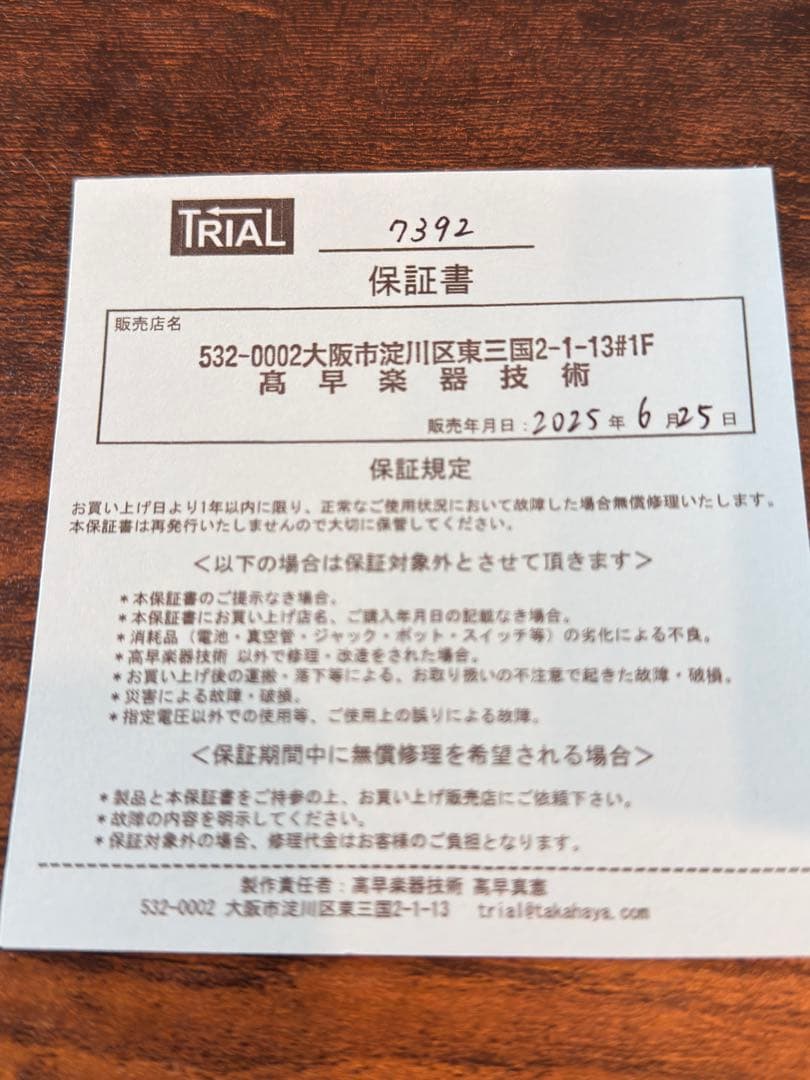 TRIAL 7392
保証書
販売店名
532-0002大阪市淀川区東三国2-1-13#1F
髙早楽器技術
販売年月日：2025年6月25日
保証規定
お買い上げ日より1年以内に限り、正常なご使用状況において故障した場合無償修理いたします。
本保証書は再発行いたしませんので大切に保管してください。
＜以下の場合は保証対象外とさせて頂きます＞
＊本保証書のご提示なき場合。
＊本保証書にお買い上げ店名、ご購入年月日の記載なき場合。
＊消耗品（電池・真空管・ジャック・ポット・スイッチ等）の劣化による不良。
＊髙早楽器技術 以外で修理・改造をされた場合。
＊お買い上げ後の運搬・落下等による、お取り扱いの不注意で起きた故障・破損。
＊災害による故障・破損。
＊指定電圧以外での使用等、ご使用上の誤りによる故障。
＜保証期間中に無償修理を希望される場合＞
＊製品と本保証書をご持参の上、お買い上げ販売店にご依頼下さい。
＊故障の内容を明示してください。
＊保証対象外の場合、修理代金はお客様のご負担となります。
製作責任者：髙早楽器技術 髙早真憲
532-0002 大阪市淀川区東三国2-1-13 trial@takahaya.com